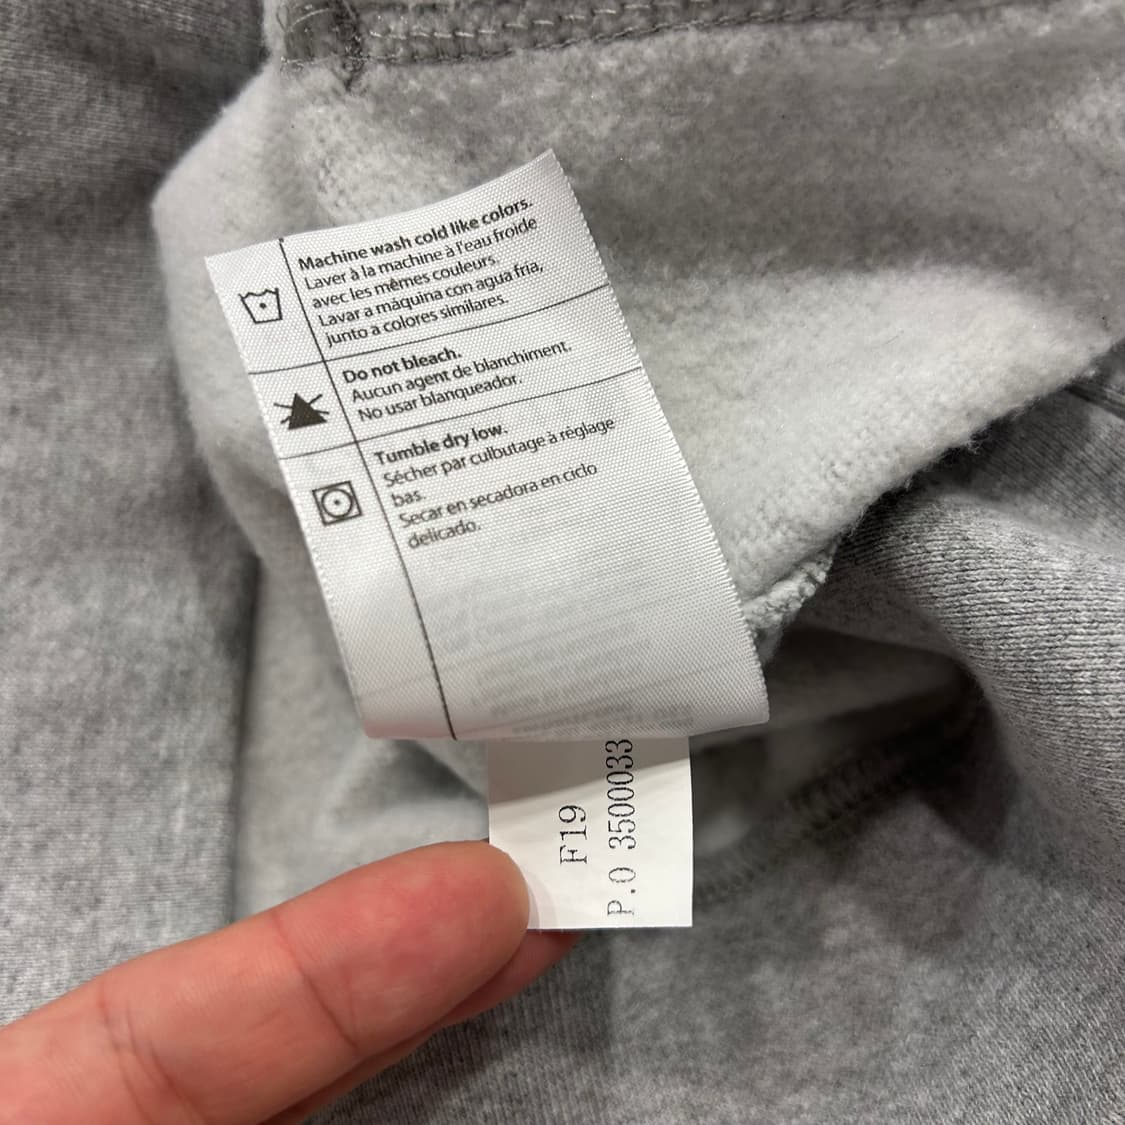 Machine wash cold like colors.
Laver à la machine à l'eau froide
avec les mêmes couleurs.
Lavar a máquina con agua fría,
junto a colores similares.
Do not bleach.
Aucun agent de blanchiment.
No usar blanqueador.
Tumble dry low.
Sécher par culbutage à réglage
bas.
Secar en secadora en ciclo
delicado.
F19
P.O 3500033